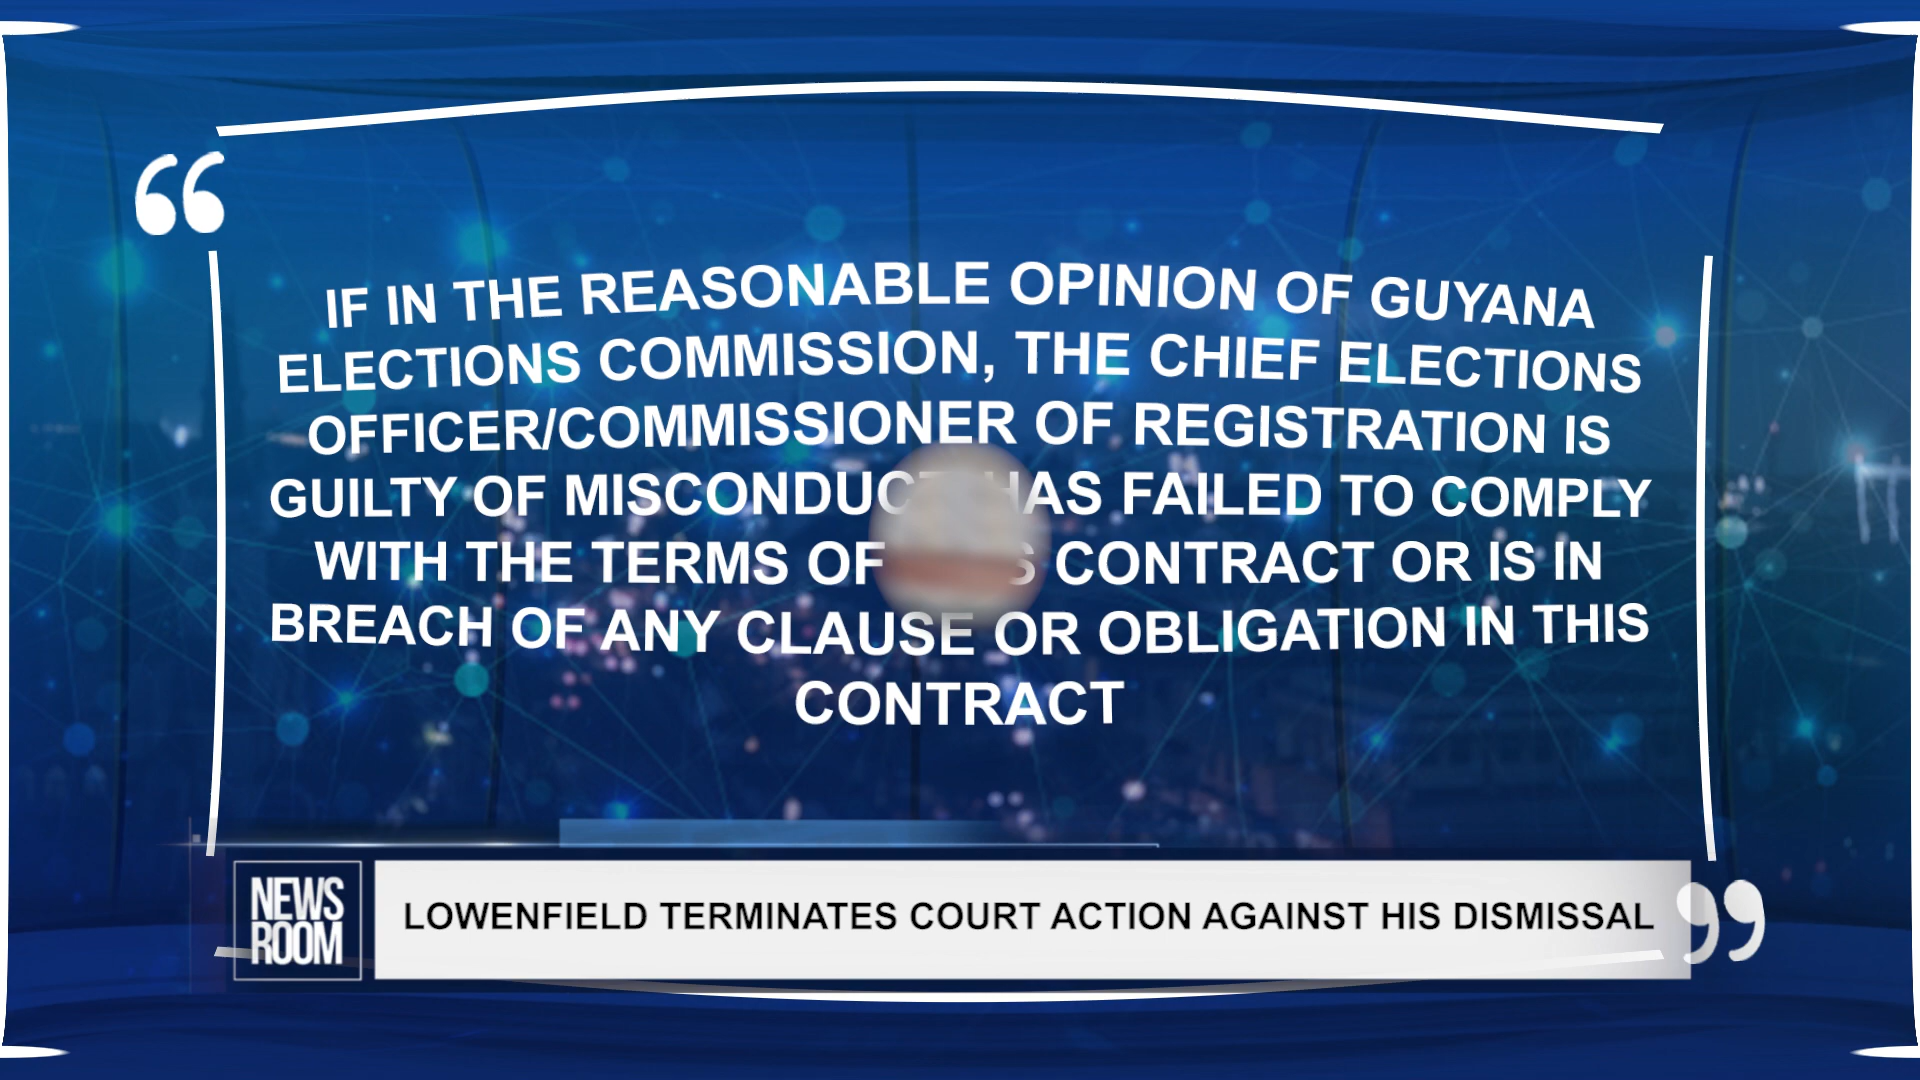 IF IN THE REASONABLE OPINION OF GUYANA
ELECTIONS COMMISSION, THE CHIEF ELECTIONS
OFFICER/COMMISSIONER OF REGISTRATION IS
GUILTY OF MISCONDUCT HAS FAILED TO COMPLY
WITH THE TERMS OF CONTRACT OR IS IN
BREACH OF ANY CLAUSE OR OBLIGATION IN THIS
CONTRACT
NEWS
ROOM
LOWENFIELD TERMINATES COURT ACTION AGAINST HIS DISMISSAL